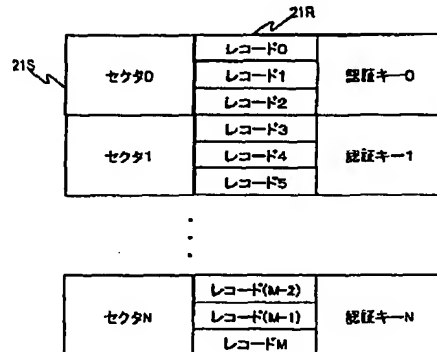 21R
21S
セクタ0
レコード0
レコード1
レコード2
認証キー0
セクタ1
レコード3
レコード4
レコード5
認証キー1
セクタN
レコード(M-2)
レコード(M-1)
レコードM
認証キーN